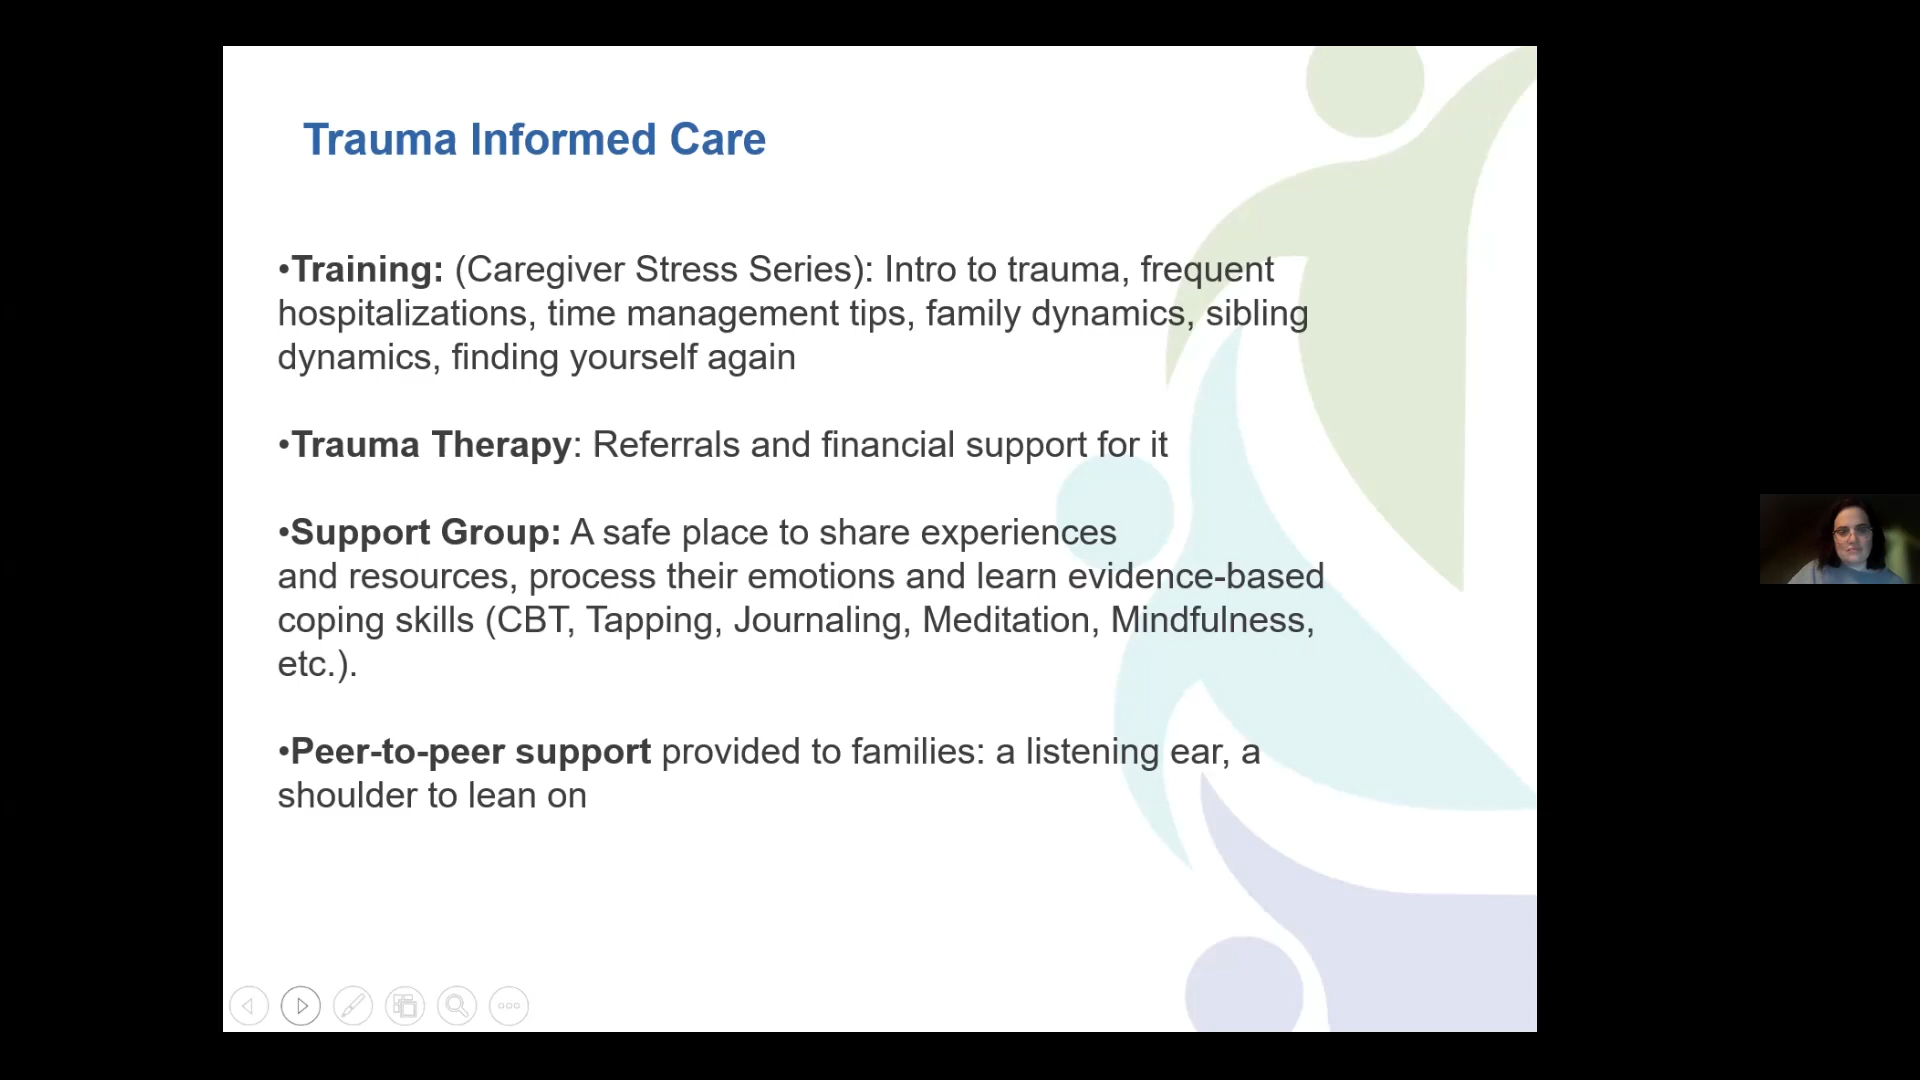 Trauma Informed Care
•Training: (Caregiver Stress Series): Intro to trauma, frequent
hospitalizations, time management tips, family dynamics, sibling
dynamics, finding yourself again
•Trauma Therapy: Referrals and financial support for it
•Support Group: A safe place to share experiences
and resources, process their emotions and learn evidence-based
coping skills (CBT, Tapping, Journaling, Meditation, Mindfulness,
etc.).
•Peer-to-peer support provided to families: a listening ear, a
shoulder to lean on